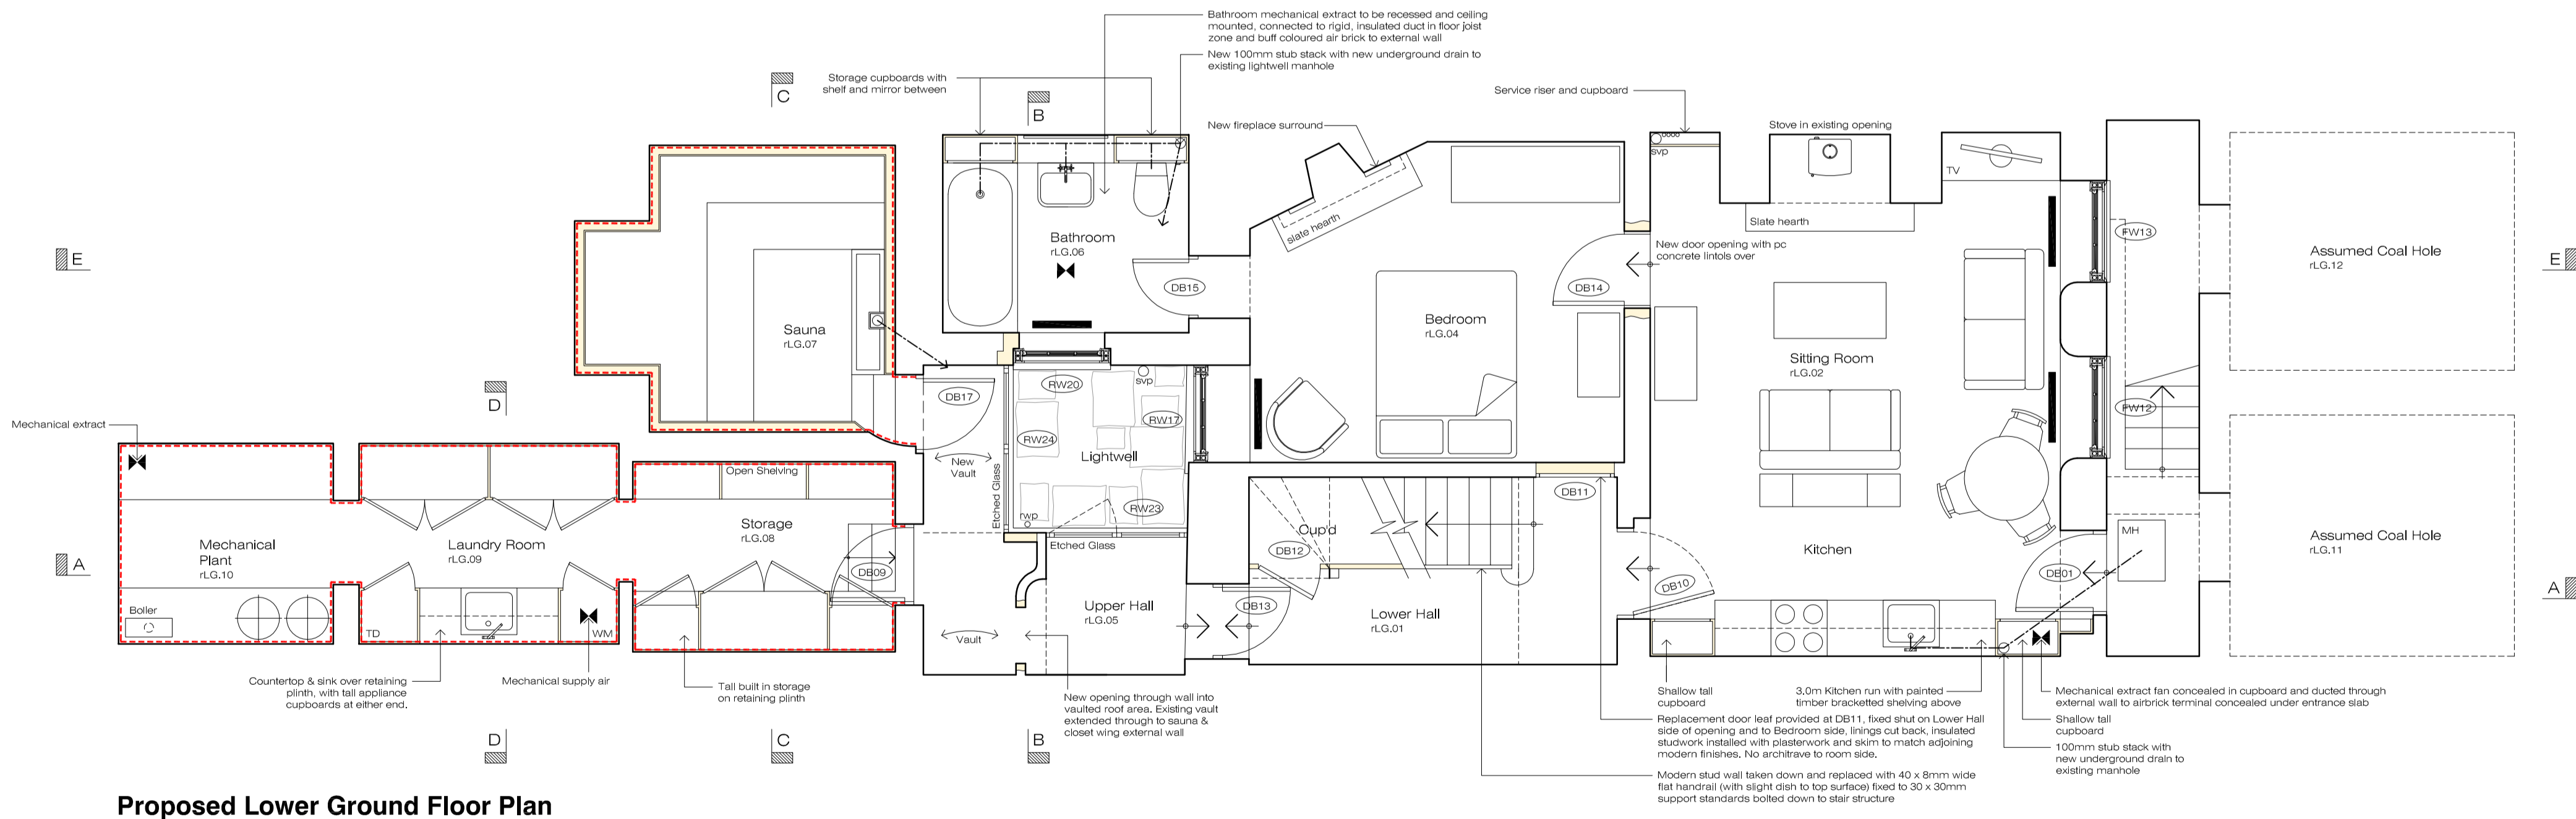 Bathroom mechanical extract to be recessed and ceiling
mounted, connected to rigid, insulated duct in floor joist
zone and buff coloured air brick to external wall
New 100mm stub stack with new underground drain to
existing lightwell manhole
Storage cupboards with
shelf and mirror between
C
B
Service riser and cupboard
New fireplace surround
Stove in existing opening
svp
TV
slate hearth
Slate hearth
E
Bathroom
rLG.06
DB15
DB14
New door opening with pc
concrete lintols over
FW13
Assumed Coal Hole
rLG.12
E
Sauna
rLG.07
Bedroom
rLG.04
Sitting Room
rLG.02
D
DB17
RW20
svp
RW17
RW24
Lightwell
RW23
rwp
FW12
Mechanical extract
New
Vault
Etched Glass
Etched Glass
Open Shelving
Storage
rLG.08
Mechanical
Plant
rLG.10
Laundry Room
rLG.09
A
DB09
Cup'd
DB12
DB11
DB10
Kitchen
MH
DB01
Assumed Coal Hole
rLG.11
A
Boiler
TD
WM
Vault
Upper Hall
rLG.05
DB13
Lower Hall
rLG.01
Countertop & sink over retaining
plinth, with tall appliance
cupboards at either end.
Mechanical supply air
Tall built in storage
on retaining plinth
New opening through wall into
vaulted roof area. Existing vault
extended through to sauna &
closet wing external wall
Shallow tall
cupboard
3.0m Kitchen run with painted
timber bracketted shelving above
Mechanical extract fan concealed in cupboard and ducted through
external wall to airbrick terminal concealed under entrance slab
Replacement door leaf provided at DB11, fixed shut on Lower Hall
side of opening and to Bedroom side, linings cut back, insulated
studwork installed with plasterwork and skim to match adjoining
modern finishes. No architrave to room side.
Shallow tall
cupboard
100mm stub stack with
new underground drain to
existing manhole
D
C
B
Modern stud wall taken down and replaced with 40 x 8mm wide
flat handrail (with slight dish to top surface) fixed to 30 x 30mm
support standards bolted down to stair structure
Proposed Lower Ground Floor Plan